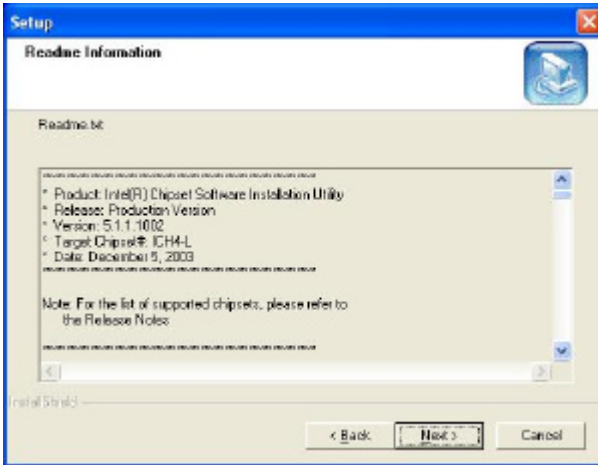 Setup
Readme Information
Readme.txt
* Product: Intel(R) Chipset Software Installation Utility
* Release: Production Version
* Version: 5.1.1.1002
* Target Chipset#: ICH4-L
* Date: December 5, 2003
Note: For the list of supported chipsets, please refer to
the Release Notes
InstallShield
< Back
Next >
Cancel